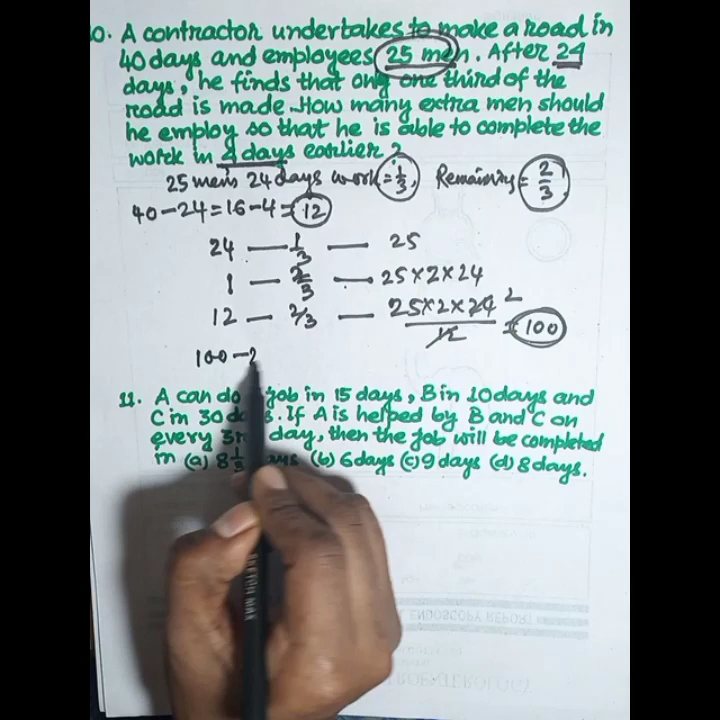 0. A contractor undertakes to make a road in
40 days and employees 25 men. After 24
days, he finds that only one third of the
road is made. How many extra men should
he employ so that he is able to complete the
work in 4 days earlier?
25 men's 24 days work = 1/3, Remaining = 2/3
40-24=16-4=12
24 — 1/3 — 25
1 — 2/3 — 25×2×24
12 — 2/3 — 25×2×24 2 / 12 = 100
100-2
11. A can do job in 15 days, B in 10 days and
C in 30 If A is helped by B and C on
every day, then the job will be completed
in (a) 8 1/3 (b) 6 days (c) 9 days (d) 8 days.
ENDOSCOPY REPORT